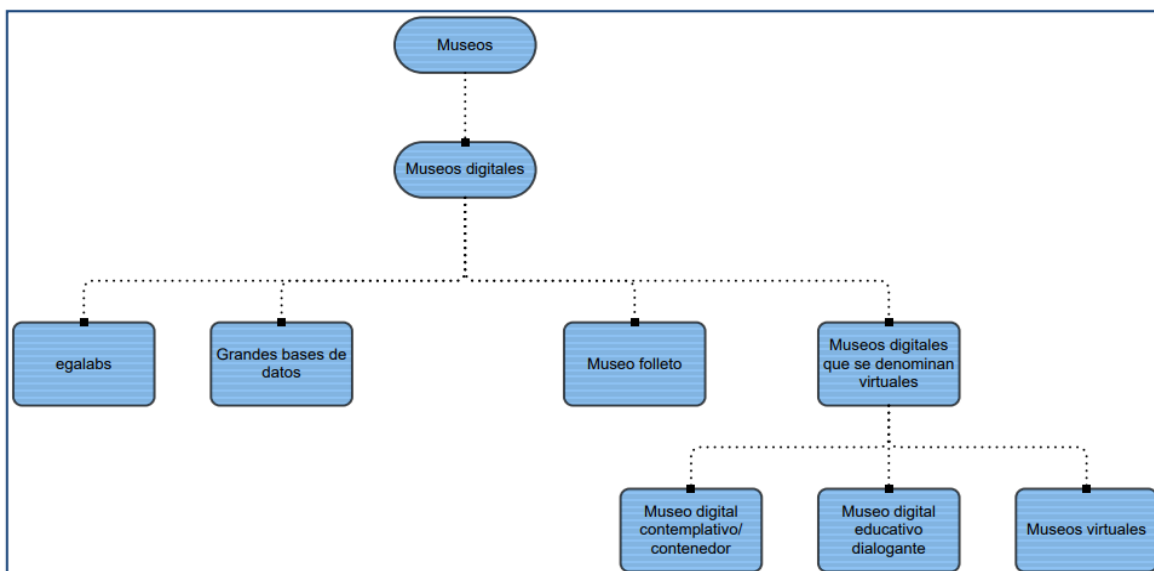 Museos
Museos digitales
egalabs
Grandes bases de
datos
Museo folleto
Museos digitales
que se denominan
virtuales
Museo digital
contemplativo/
contenedor
Museo digital
educativo
dialogante
Museos virtuales